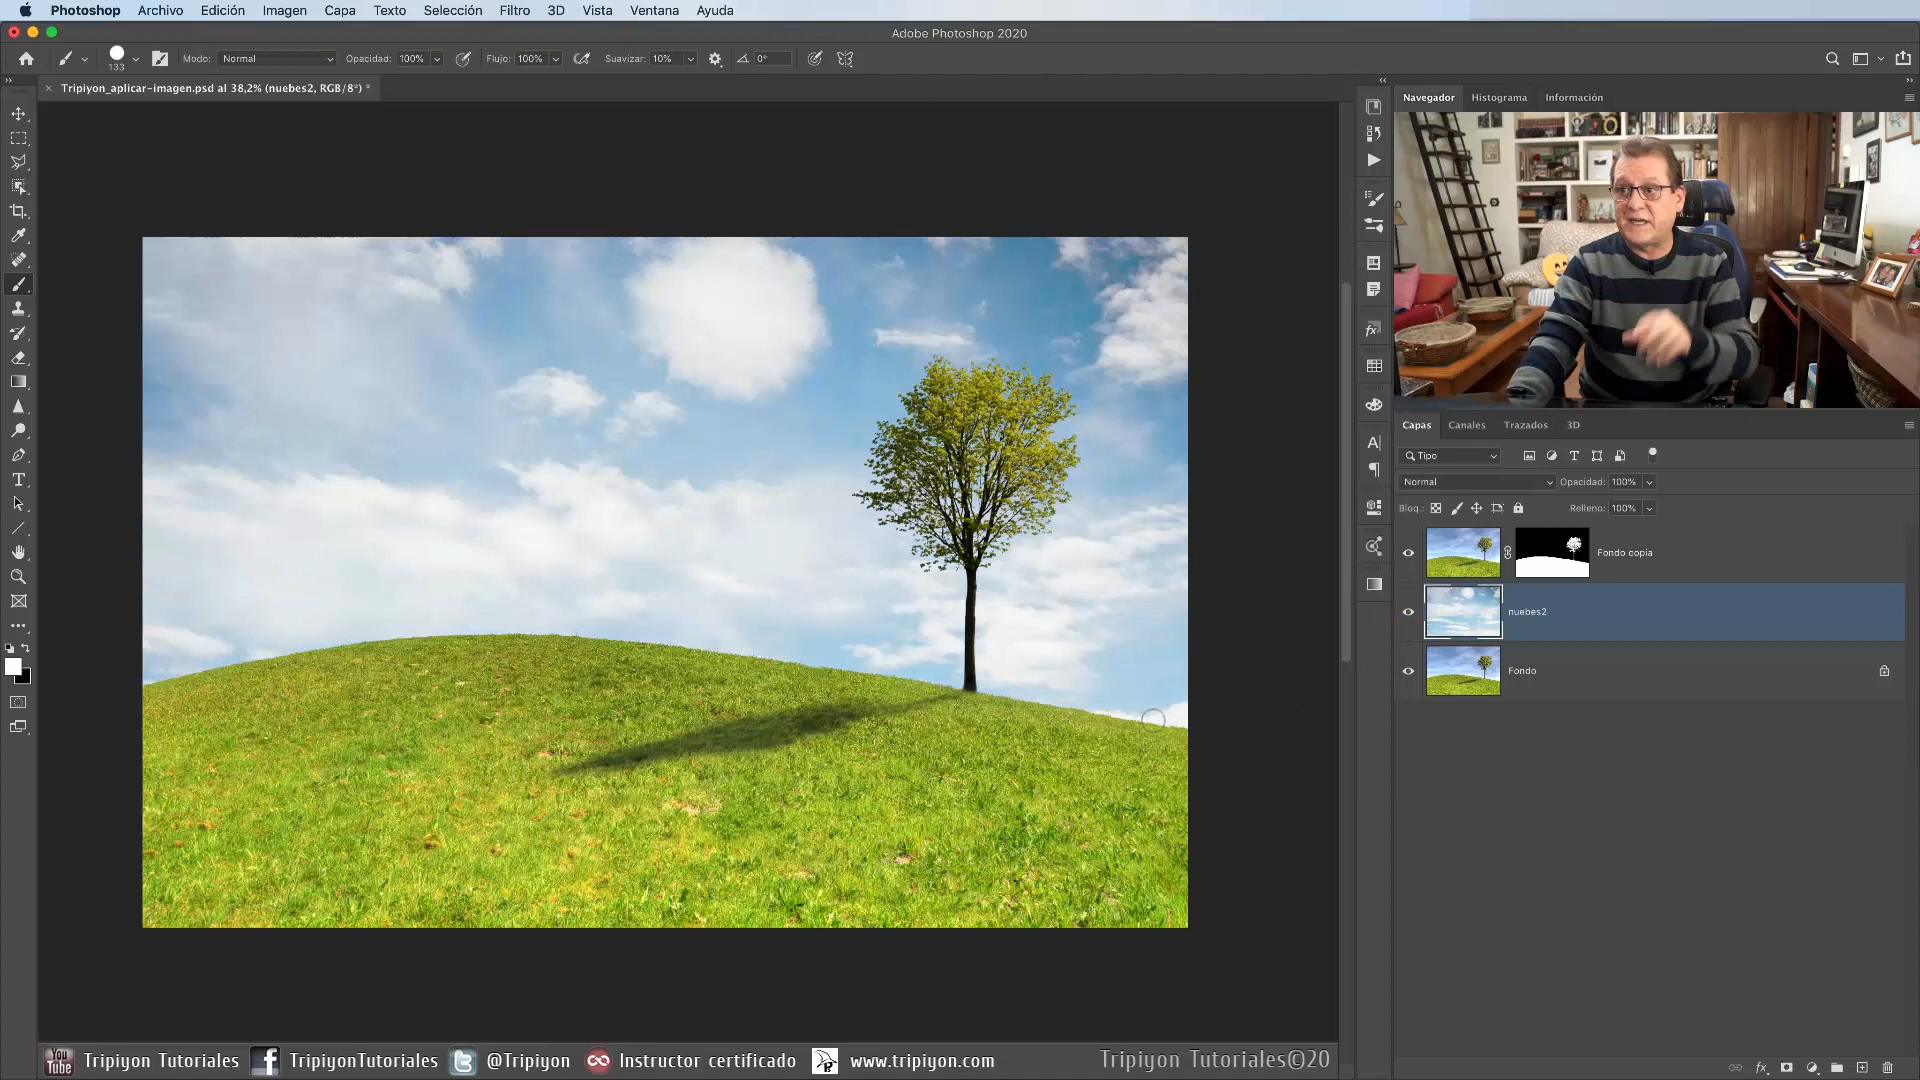 Photoshop Archivo Edición Imagen Capa Texto Selección Filtro 3D Vista Ventana Ayuda
Adobe Photoshop 2020
133 Modo: Normal Opacidad: 100% Flujo: 100% Suavizar: 10% 0°
Tripiyon_aplicar-imagen.psd al 38,2% (nuebes2, RGB/8*) *
Navegador Histograma Información
Capas Canales Trazados 3D
Tipo
Normal Opacidad: 100%
Bloq.: Relleno: 100%
Fondo copia
nuebes2
Fondo
You Tube Tripiyon Tutoriales TripiyonTutoriales @Tripiyon Instructor certificado www.tripiyon.com Tripiyon Tutoriales©20